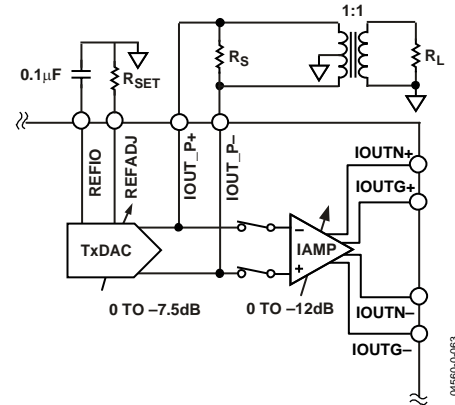 1:1
0.1µF
RSET
RS
RL
REFIO
REFADJ
IOUT_P+
IOUT_P–
IOUTN+
IOUTG+
TxDAC
–
IAMP
+
0 TO –7.5dB
0 TO –12dB
IOUTN–
IOUTG–
04560-0-063